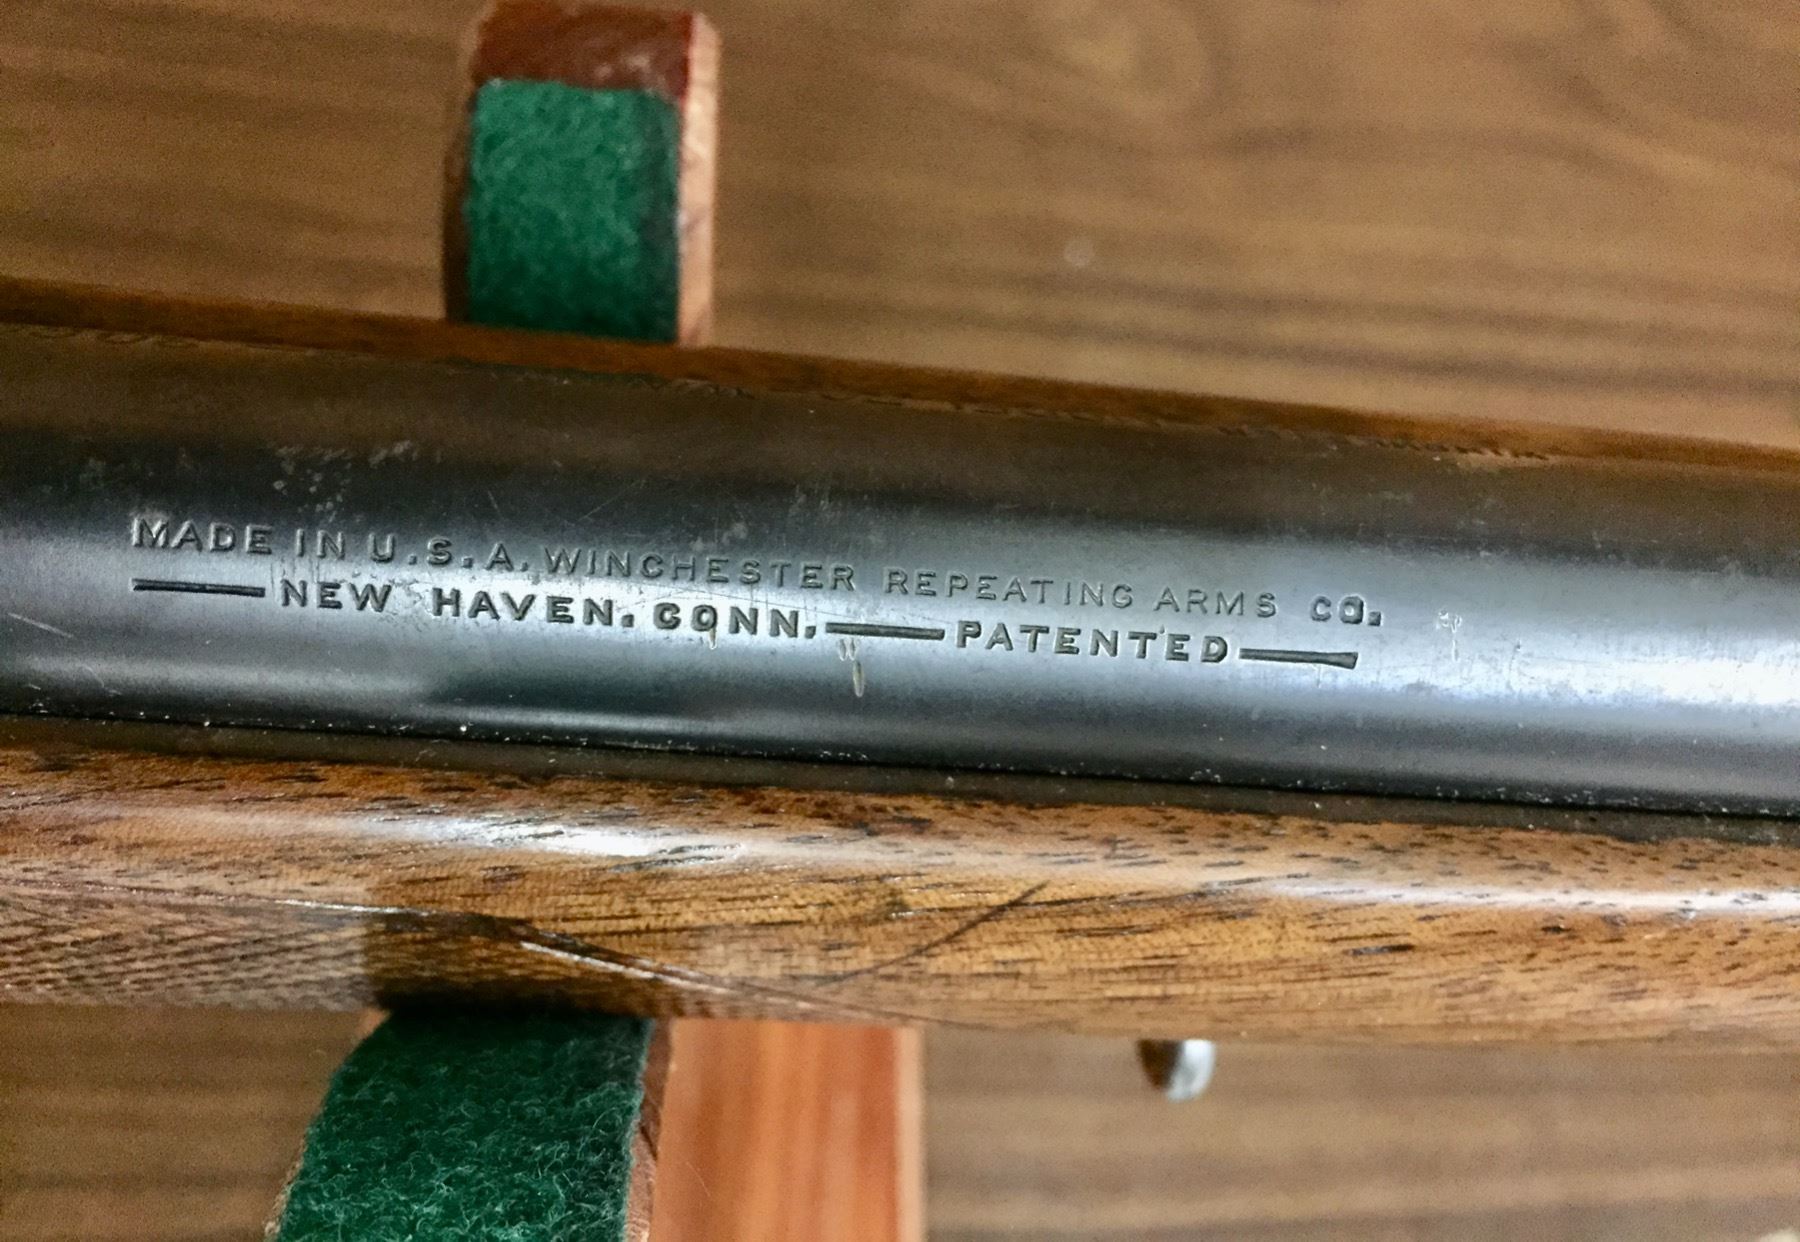 MADE IN U.S.A. WINCHESTER REPEATING ARMS CO.
—NEW HAVEN. CONN.—PATENTED—